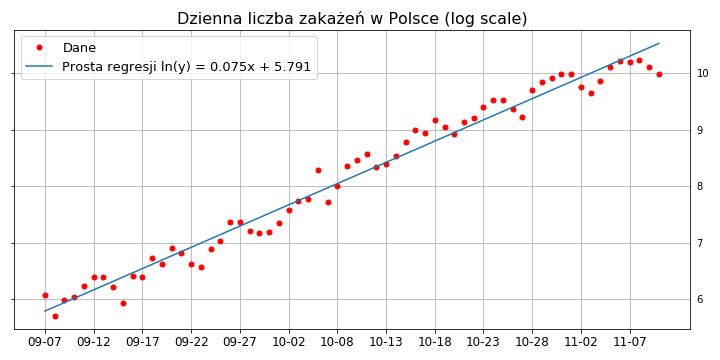 Dzienna liczba zakażeń w Polsce (log scale)
Dane
Prosta regresji ln(y) = 0.075x + 5.791
10
9
8
7
6
09-07 09-12 09-17 09-22 09-27 10-02 10-08 10-13 10-18 10-23 10-28 11-02 11-07